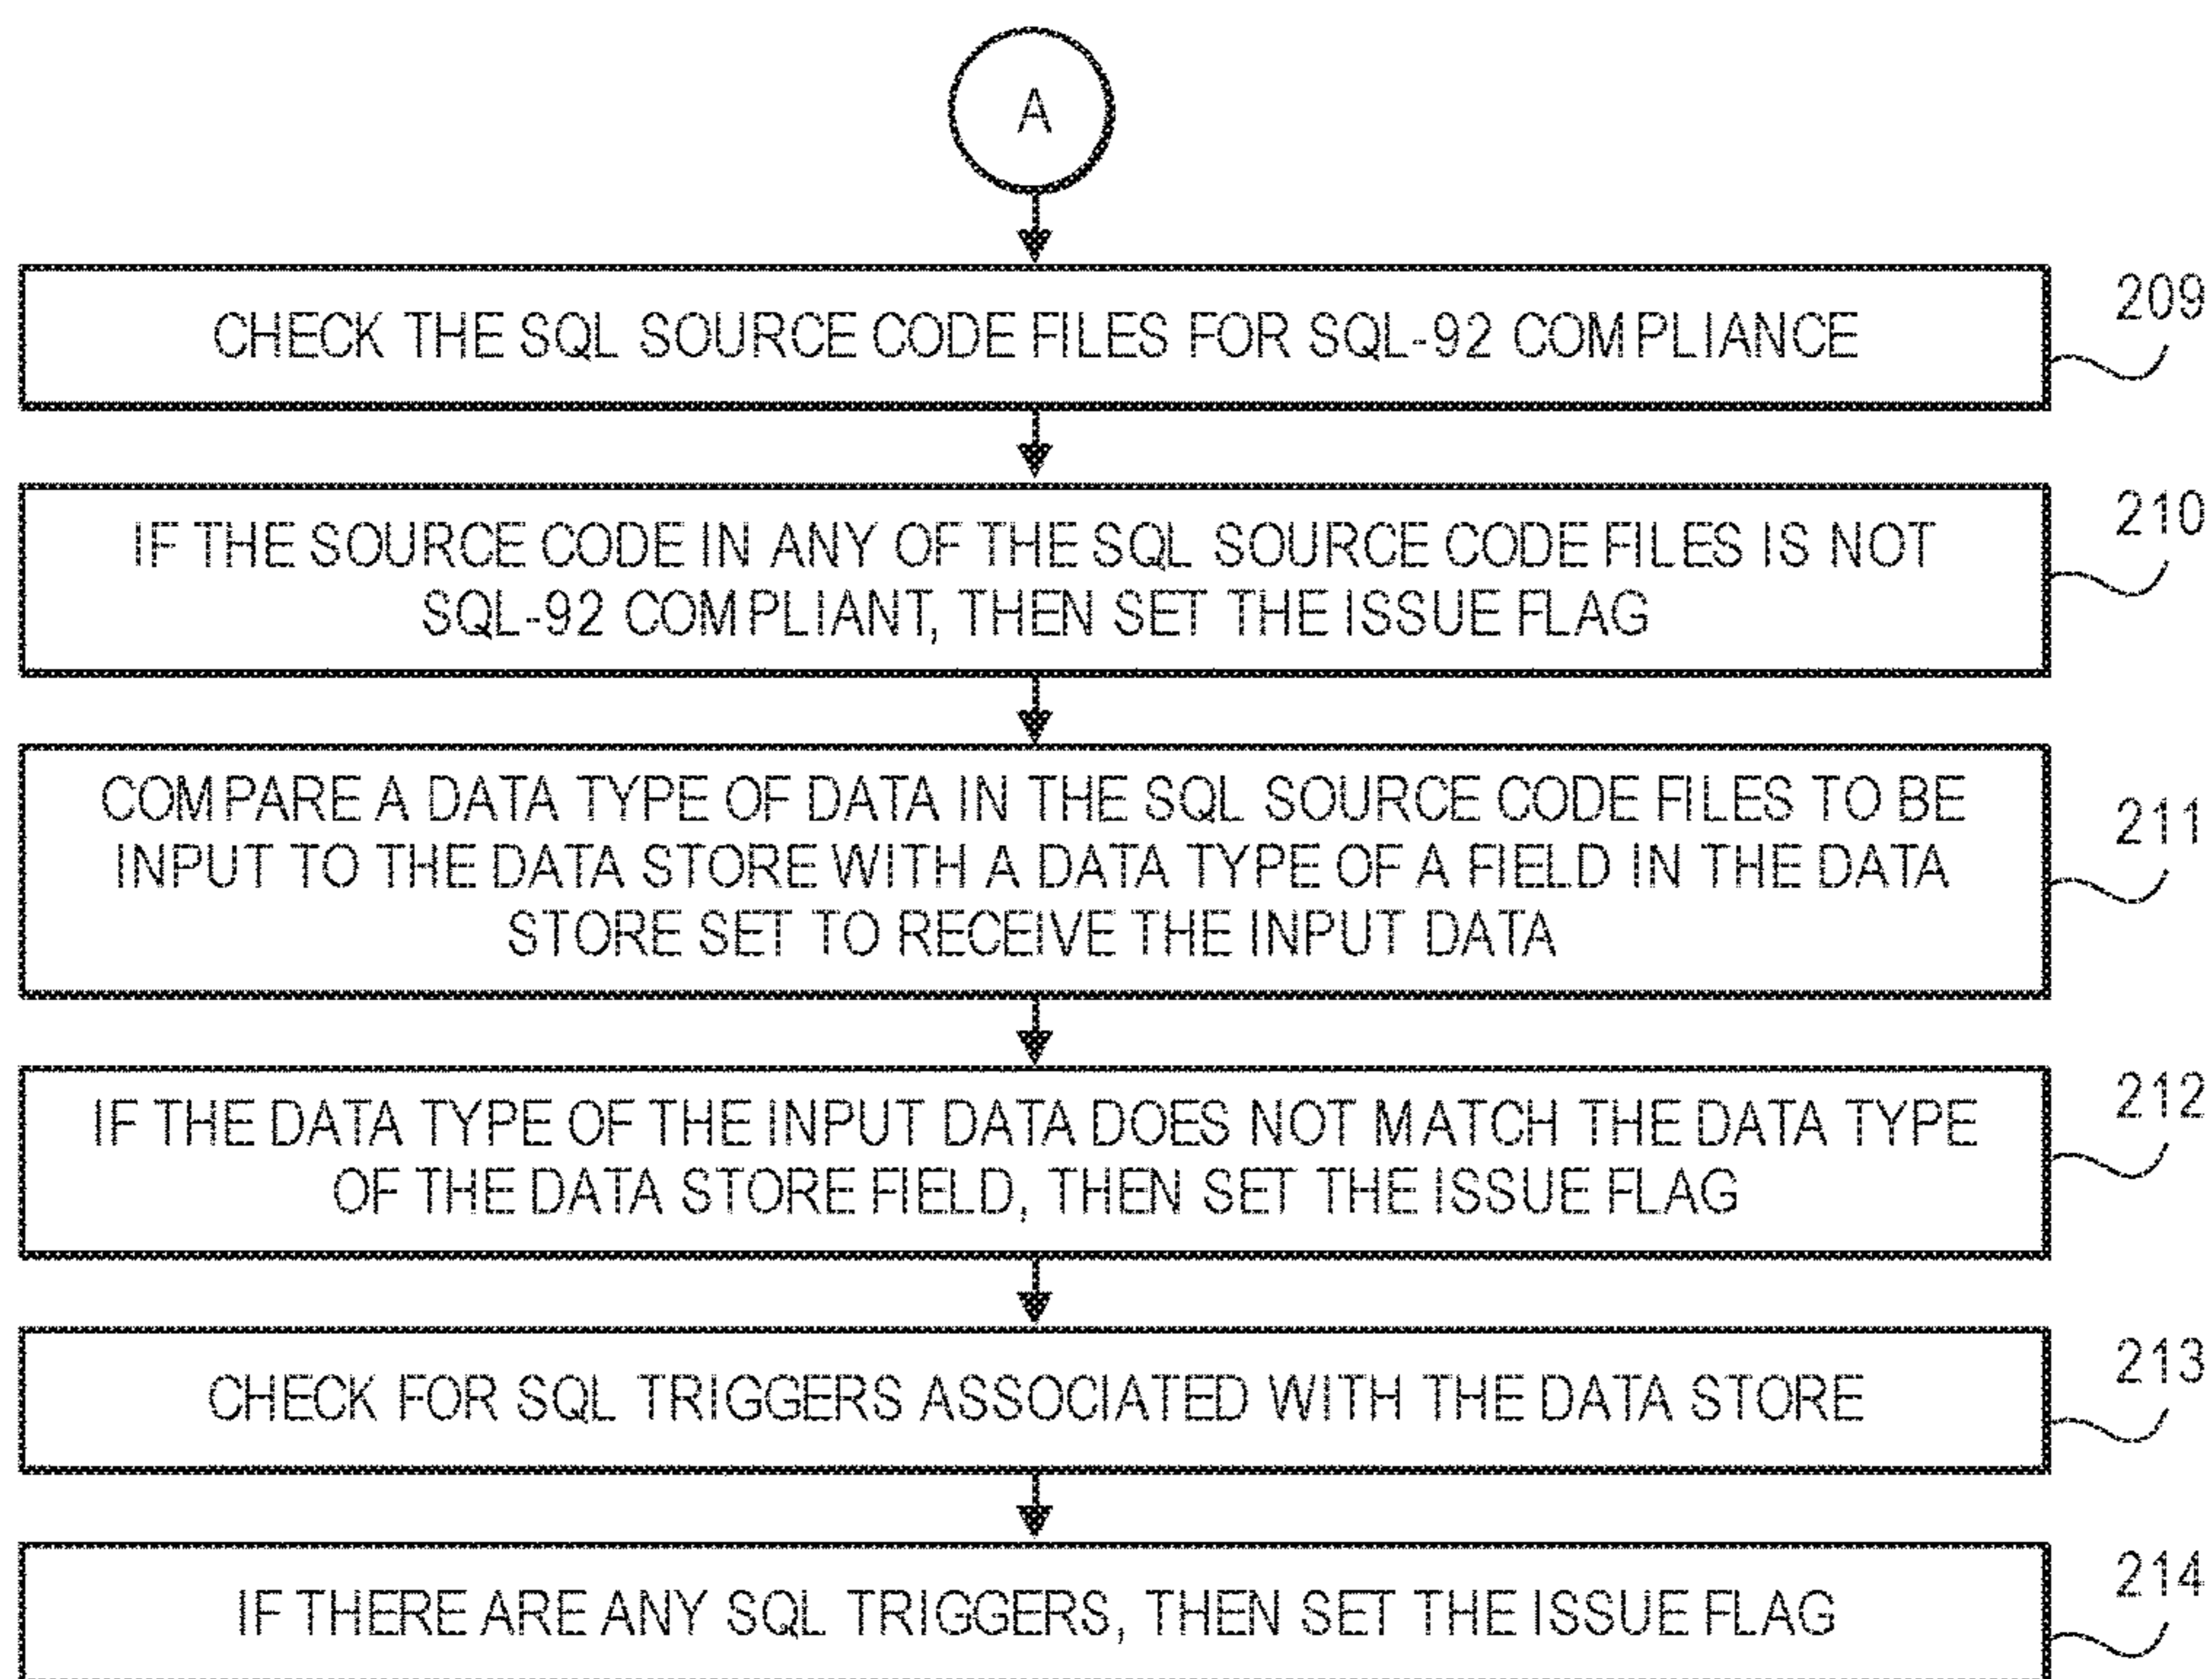 A
CHECK THE SQL SOURCE CODE FILES FOR SQL-92 COMPLIANCE
209
IF THE SOURCE CODE IN ANY OF THE SQL SOURCE CODE FILES IS NOT
SQL-92 COMPLIANT, THEN SET THE ISSUE FLAG
210
COMPARE A DATA TYPE OF DATA IN THE SQL SOURCE CODE FILES TO BE
INPUT TO THE DATA STORE WITH A DATA TYPE OF A FIELD IN THE DATA
STORE SET TO RECEIVE THE INPUT DATA
211
IF THE DATA TYPE OF THE INPUT DATA DOES NOT MATCH THE DATA TYPE
OF THE DATA STORE FIELD, THEN SET THE ISSUE FLAG
212
CHECK FOR SQL TRIGGERS ASSOCIATED WITH THE DATA STORE
213
IF THERE ARE ANY SQL TRIGGERS, THEN SET THE ISSUE FLAG
214